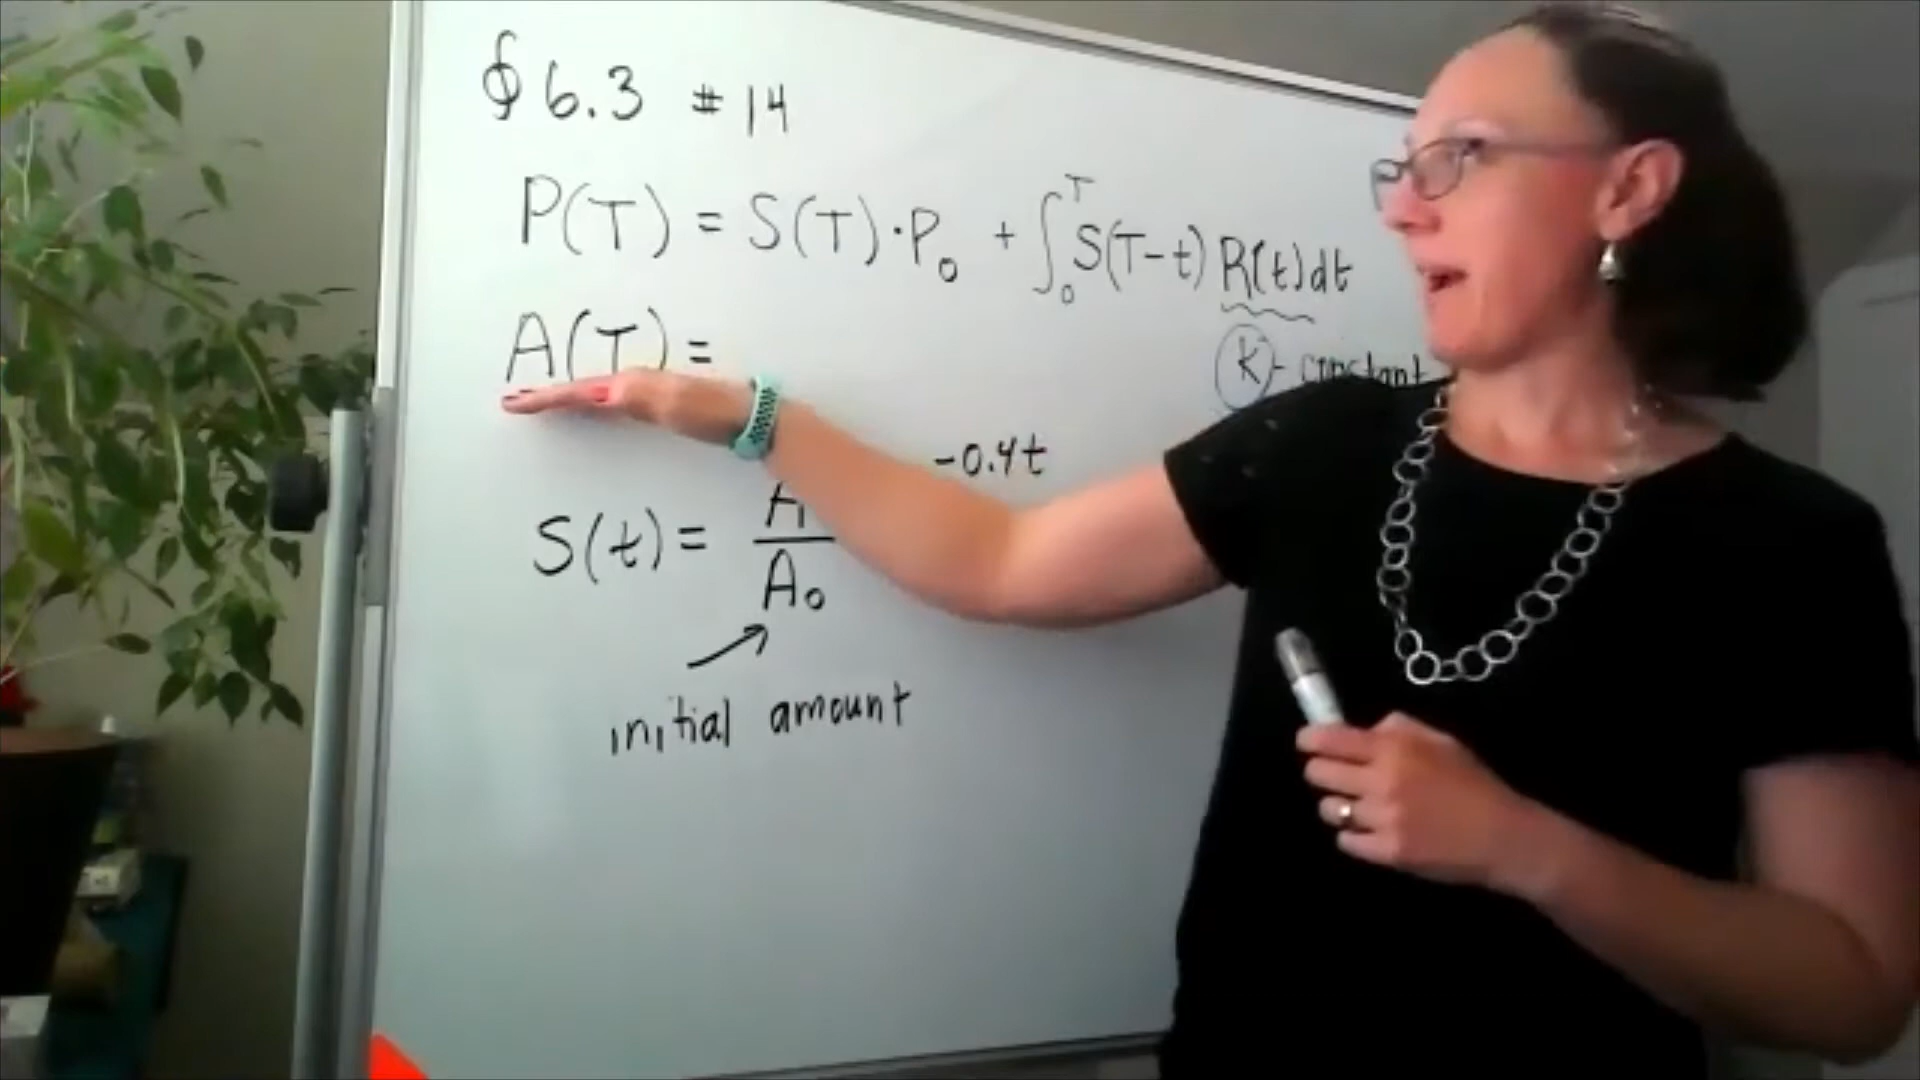 § 6.3 # 14
P(T) = S(T)·P₀ + ∫₀ᵀ S(T-t) R(t)dt
A(T) =
k - constant
-0.4t
S(t) = A/A₀
initial amount